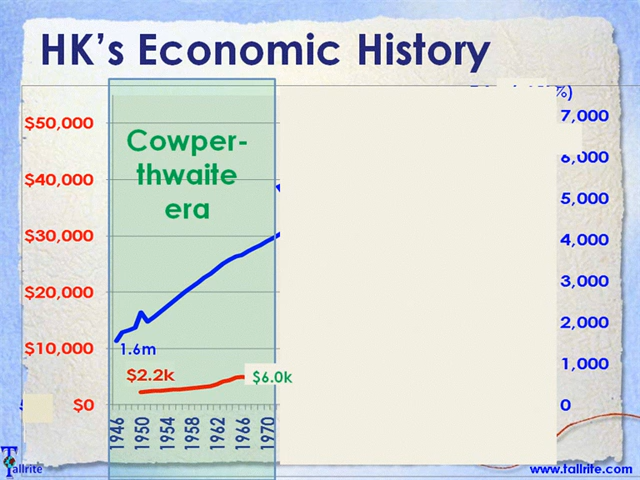 HK's Economic History
%)
$50,000
7,000
Cowper-
thwaite
era
$40,000
6,000
5,000
$30,000
4,000
3,000
$20,000
2,000
$10,000
1.6m
1,000
$2.2k
$6.0k
$0
0
1946
1950
1954
1958
1962
1966
1970
Tallrite
www.tallrite.com